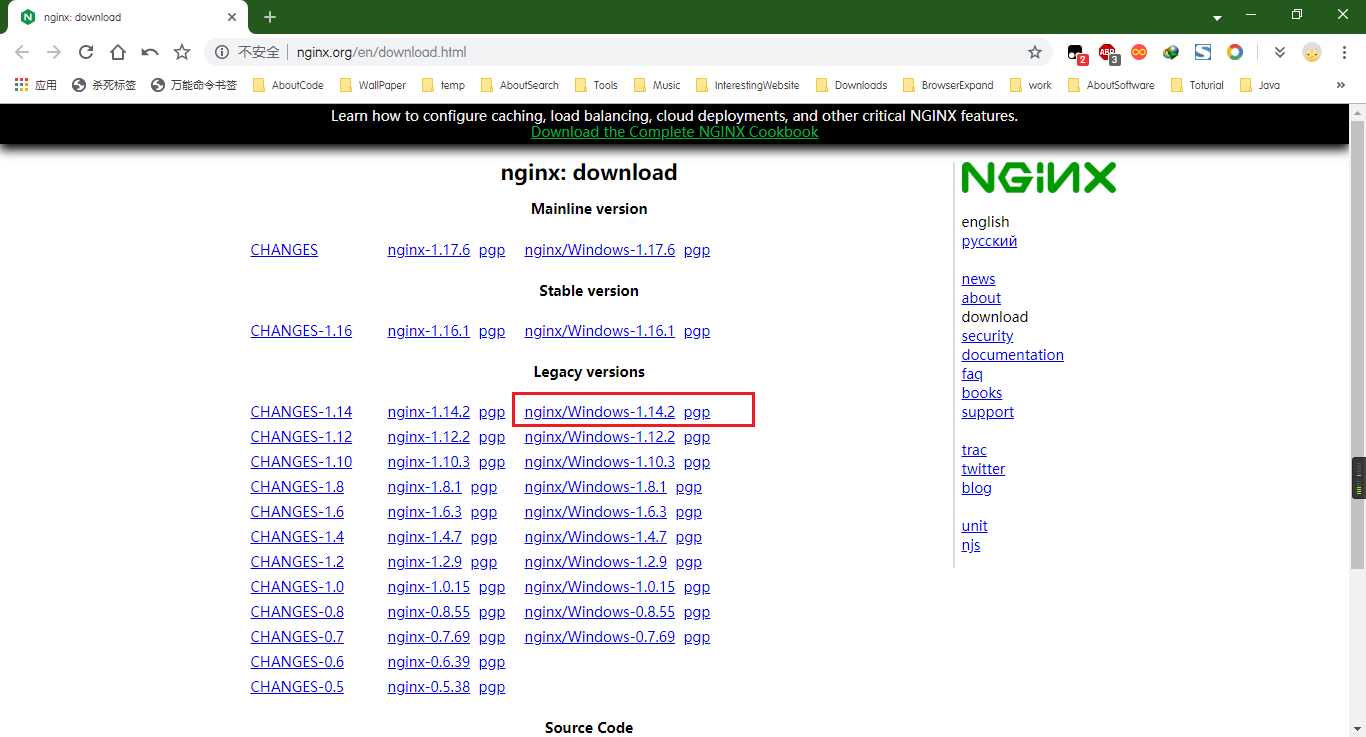 nginx: download
不安全 nginx.org/en/download.html
2 ABP 3 S
应用 杀死标签 万能命令书签 AboutCode WallPaper temp AboutSearch Tools Music InterestingWebsite Downloads BrowserExpand work AboutSoftware Toturial Java »
Learn how to configure caching, load balancing, cloud deployments, and other critical NGINX features.
Download the Complete NGINX Cookbook
nginx: download
Mainline version
CHANGES nginx-1.17.6 pgp nginx/Windows-1.17.6 pgp
Stable version
CHANGES-1.16 nginx-1.16.1 pgp nginx/Windows-1.16.1 pgp
Legacy versions
CHANGES-1.14 nginx-1.14.2 pgp nginx/Windows-1.14.2 pgp
CHANGES-1.12 nginx-1.12.2 pgp nginx/Windows-1.12.2 pgp
CHANGES-1.10 nginx-1.10.3 pgp nginx/Windows-1.10.3 pgp
CHANGES-1.8 nginx-1.8.1 pgp nginx/Windows-1.8.1 pgp
CHANGES-1.6 nginx-1.6.3 pgp nginx/Windows-1.6.3 pgp
CHANGES-1.4 nginx-1.4.7 pgp nginx/Windows-1.4.7 pgp
CHANGES-1.2 nginx-1.2.9 pgp nginx/Windows-1.2.9 pgp
CHANGES-1.0 nginx-1.0.15 pgp nginx/Windows-1.0.15 pgp
CHANGES-0.8 nginx-0.8.55 pgp nginx/Windows-0.8.55 pgp
CHANGES-0.7 nginx-0.7.69 pgp nginx/Windows-0.7.69 pgp
CHANGES-0.6 nginx-0.6.39 pgp
CHANGES-0.5 nginx-0.5.38 pgp
Source Code
NGINX
english
русский
news
about
download
security
documentation
faq
books
support
trac
twitter
blog
unit
njs